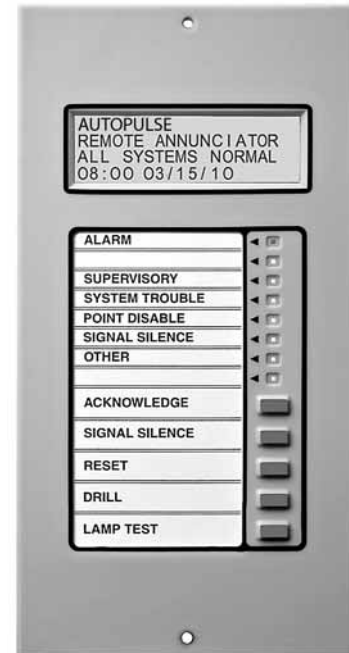 AUTOPULSE
REMOTE ANNUNCIATOR
ALL SYSTEMS NORMAL
08:00 03/15/10
ALARM
SUPERVISORY
SYSTEM TROUBLE
POINT DISABLE
SIGNAL SILENCE
OTHER
ACKNOWLEDGE
SIGNAL SILENCE
RESET
DRILL
LAMP TEST